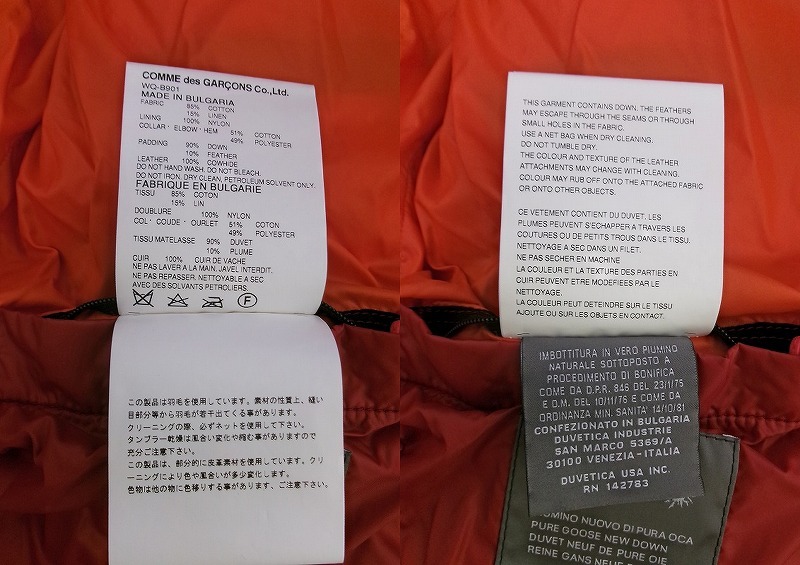 COMME des GARÇONS Co.,Ltd.
WQ-B901
MADE IN BULGARIA
FABRIC 85% COTTON
15% LINEN
LINING 100% NYLON
COLLAR · ELBOW · HEM 51% COTTON
49% POLYESTER
PADDING 90% DOWN
10% FEATHER
LEATHER 100% COWHIDE
DO NOT HAND WASH. DO NOT BLEACH.
DO NOT IRON. DRY CLEAN, PETROLEUM SOLVENT ONLY.
FABRIQUE EN BULGARIE
TISSU 85% COTON
15% LIN
DOUBLURE 100% NYLON
COL · COUDE · OURLET 51% COTON
49% POLYESTER
TISSU MATELASSE 90% DUVET
10% PLUME
CUIR 100% CUIR DE VACHE
NE PAS LAVER A LA MAIN. JAVEL INTERDIT.
NE PAS REPASSER. NETTOYABLE A SEC
AVEC DES SOLVANTS PETROLIERS.
F
この製品は羽毛を使用しています。素材の性質上、縫い
目部分等から羽毛が若干出てくる事があります。
クリーニングの際、必ずネットを使用して下さい。
タンブラー乾燥は風合い変化や縮む事がありますので
充分ご注意下さい。
この製品は、部分的に皮革素材を使用しています。クリ
ーニングにより色や風合いが多少変化します。
色物は他の物に色移りする事があります、ご注意下さい。
THIS GARMENT CONTAINS DOWN. THE FEATHERS
MAY ESCAPE THROUGH THE SEAMS OR THROUGH
SMALL HOLES IN THE FABRIC.
USE A NET BAG WHEN DRY CLEANING.
DO NOT TUMBLE DRY.
THE COLOUR AND TEXTURE OF THE LEATHER
ATTACHMENTS MAY CHANGE WITH CLEANING.
COLOUR MAY RUB OFF ONTO THE ATTACHED FABRIC
OR ONTO OTHER OBJECTS.
CE VETEMENT CONTIENT DU DUVET. LES
PLUMES PEUVENT S'ECHAPPER A TRAVERS LES
COUTURES OU DE PETITS TROUS DANS LE TISSU.
NETTOYAGE A SEC DANS UN FILET.
NE PAS SECHER EN MACHINE
LA COULEUR ET LA TEXTURE DES PARTIES EN
CUIR PEUVENT ETRE MODEFIEES PAR LE
NETTOYAGE.
LA COULEUR PEUT DETEINDRE SUR LE TISSU
AJOUTE OU SUR LES OBJETS EN CONTACT.
IMBOTTITURA IN VERO PIUMINO
NATURALE SOTTOPOSTO A
PROCEDIMENTO DI BONIFICA
COME DA D.P.R. 845 DEL 23/1/75
E D.M. DEL 10/11/76 E COME DA
ORDINANZA MIN. SANITA' 14/10/81
CONFEZIONATO IN BULGARIA
DUVETICA INDUSTRIE
SAN MARCO 5369/A
30100 VENEZIA-ITALIA
DUVETICA USA INC.
RN 142783
UMINO NUOVO DI PURA OCA
PURE GOOSE NEW DOWN
DUVET NEUF DE PURE OIE
REINE GANS NEUE